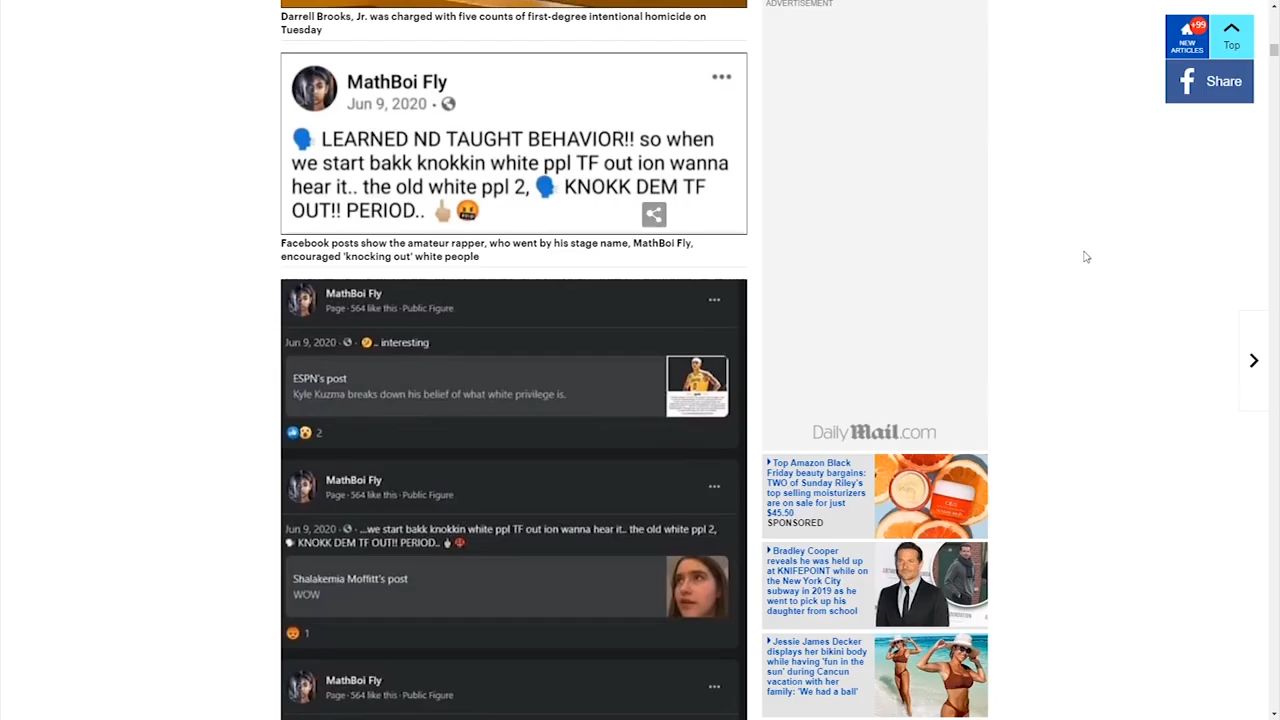 ADVERTISEMENT
Darrell Brooks, Jr. was charged with five counts of first-degree intentional homicide on
Tuesday
MathBoi Fly
Jun 9, 2020 •
LEARNED ND TAUGHT BEHAVIOR!! so when
we start bakk knokkin white ppl TF out ion wanna
hear it.. the old white ppl 2, KNOKK DEM TF
OUT!! PERIOD..
Facebook posts show the amateur rapper, who went by his stage name, MathBoi Fly,
encouraged 'knocking out' white people
MathBoi Fly
Page · 564 like this · Public Figure
Jun 9, 2020 · .. interesting
ESPN's post
Kyle Kuzma breaks down his belief of what white privilege is.
2
MathBoi Fly
Page · 564 like this · Public Figure
Jun 9, 2020 · ...we start bakk knokkin white ppl TF out ion wanna hear it.. the old white ppl 2,
KNOKK DEM TF OUT!! PERIOD..
Shalakemia Moffitt's post
WOW
1
MathBoi Fly
Page · 564 like this · Public Figure
DailyMail.com
Top Amazon Black
Friday beauty bargains:
TWO of Sunday Riley's
top selling moisturizers
are on sale for just
$45.50
SPONSORED
Bradley Cooper
reveals he was held up
at KNIFEPOINT while on
the New York City
subway in 2019 as he
went to pick up his
daughter from school
Jessie James Decker
displays her bikini body
while having 'fun in the
sun' during Cancun
vacation with her
family: 'We had a ball'
+99
NEW
ARTICLES
Top
Share